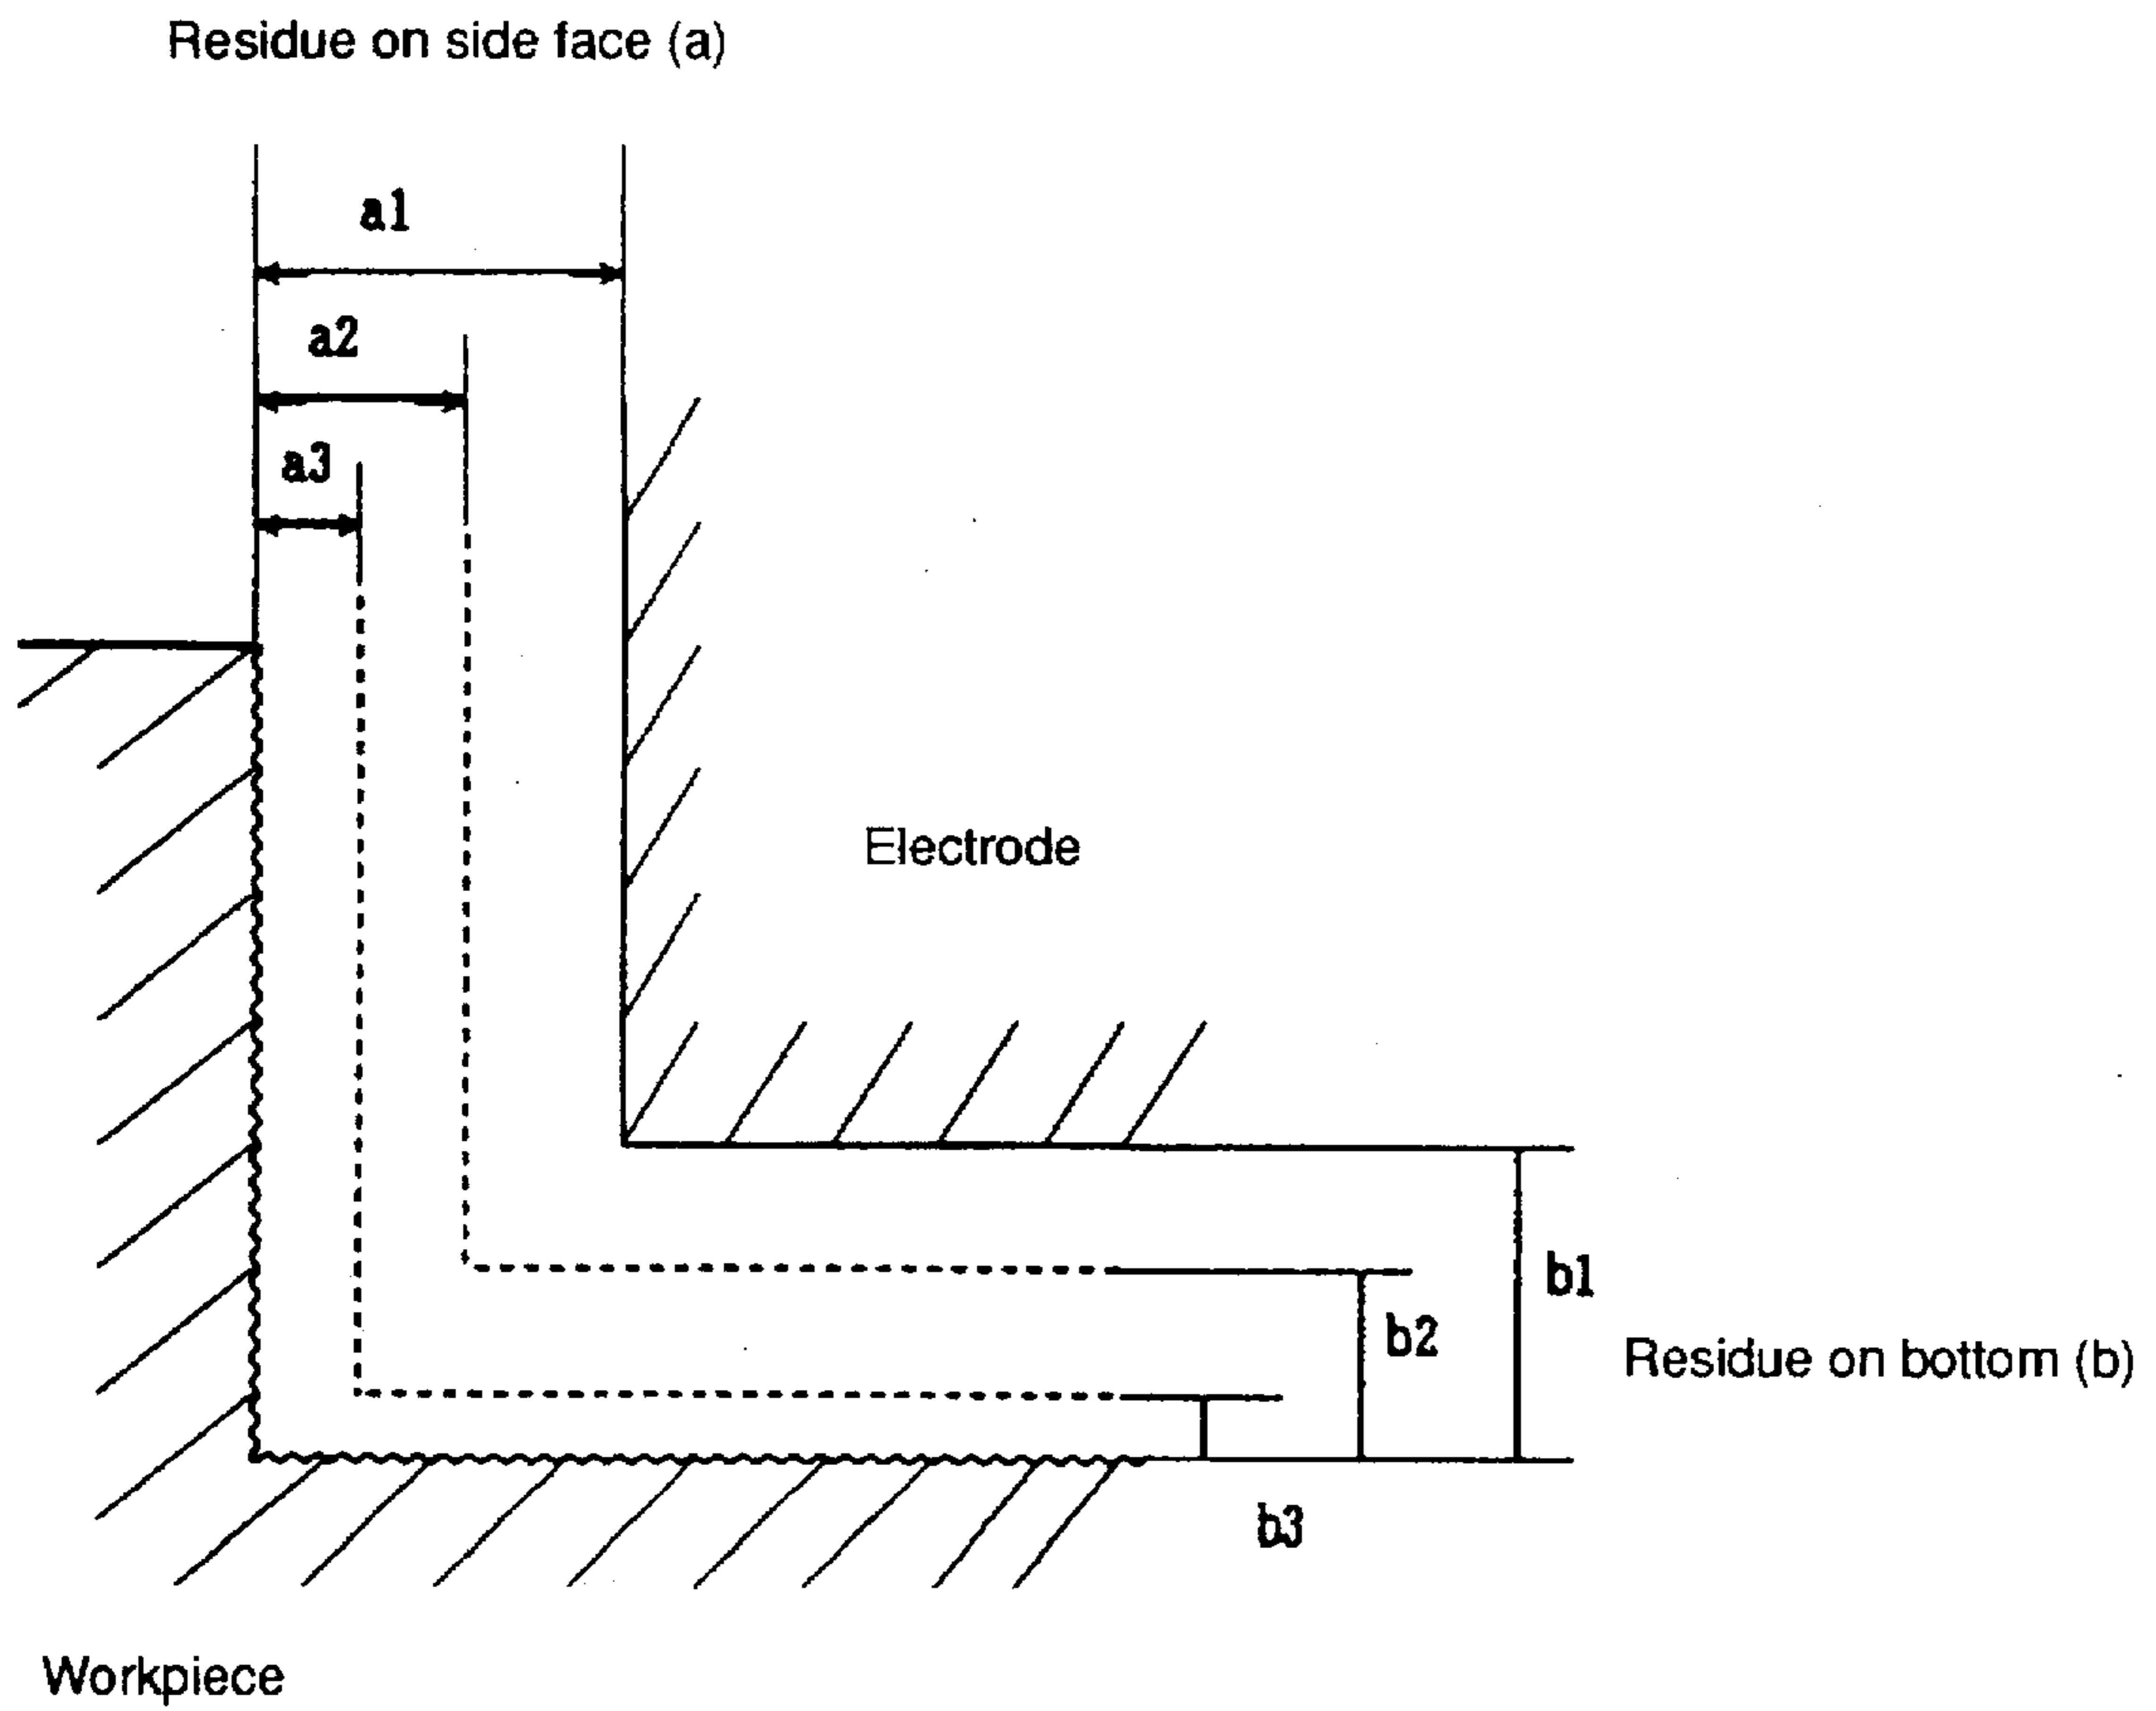 Residue on side face (a)
a1
a2
a3
Electrode
b1
b2
Residue on bottom (b)
b3
Workpiece